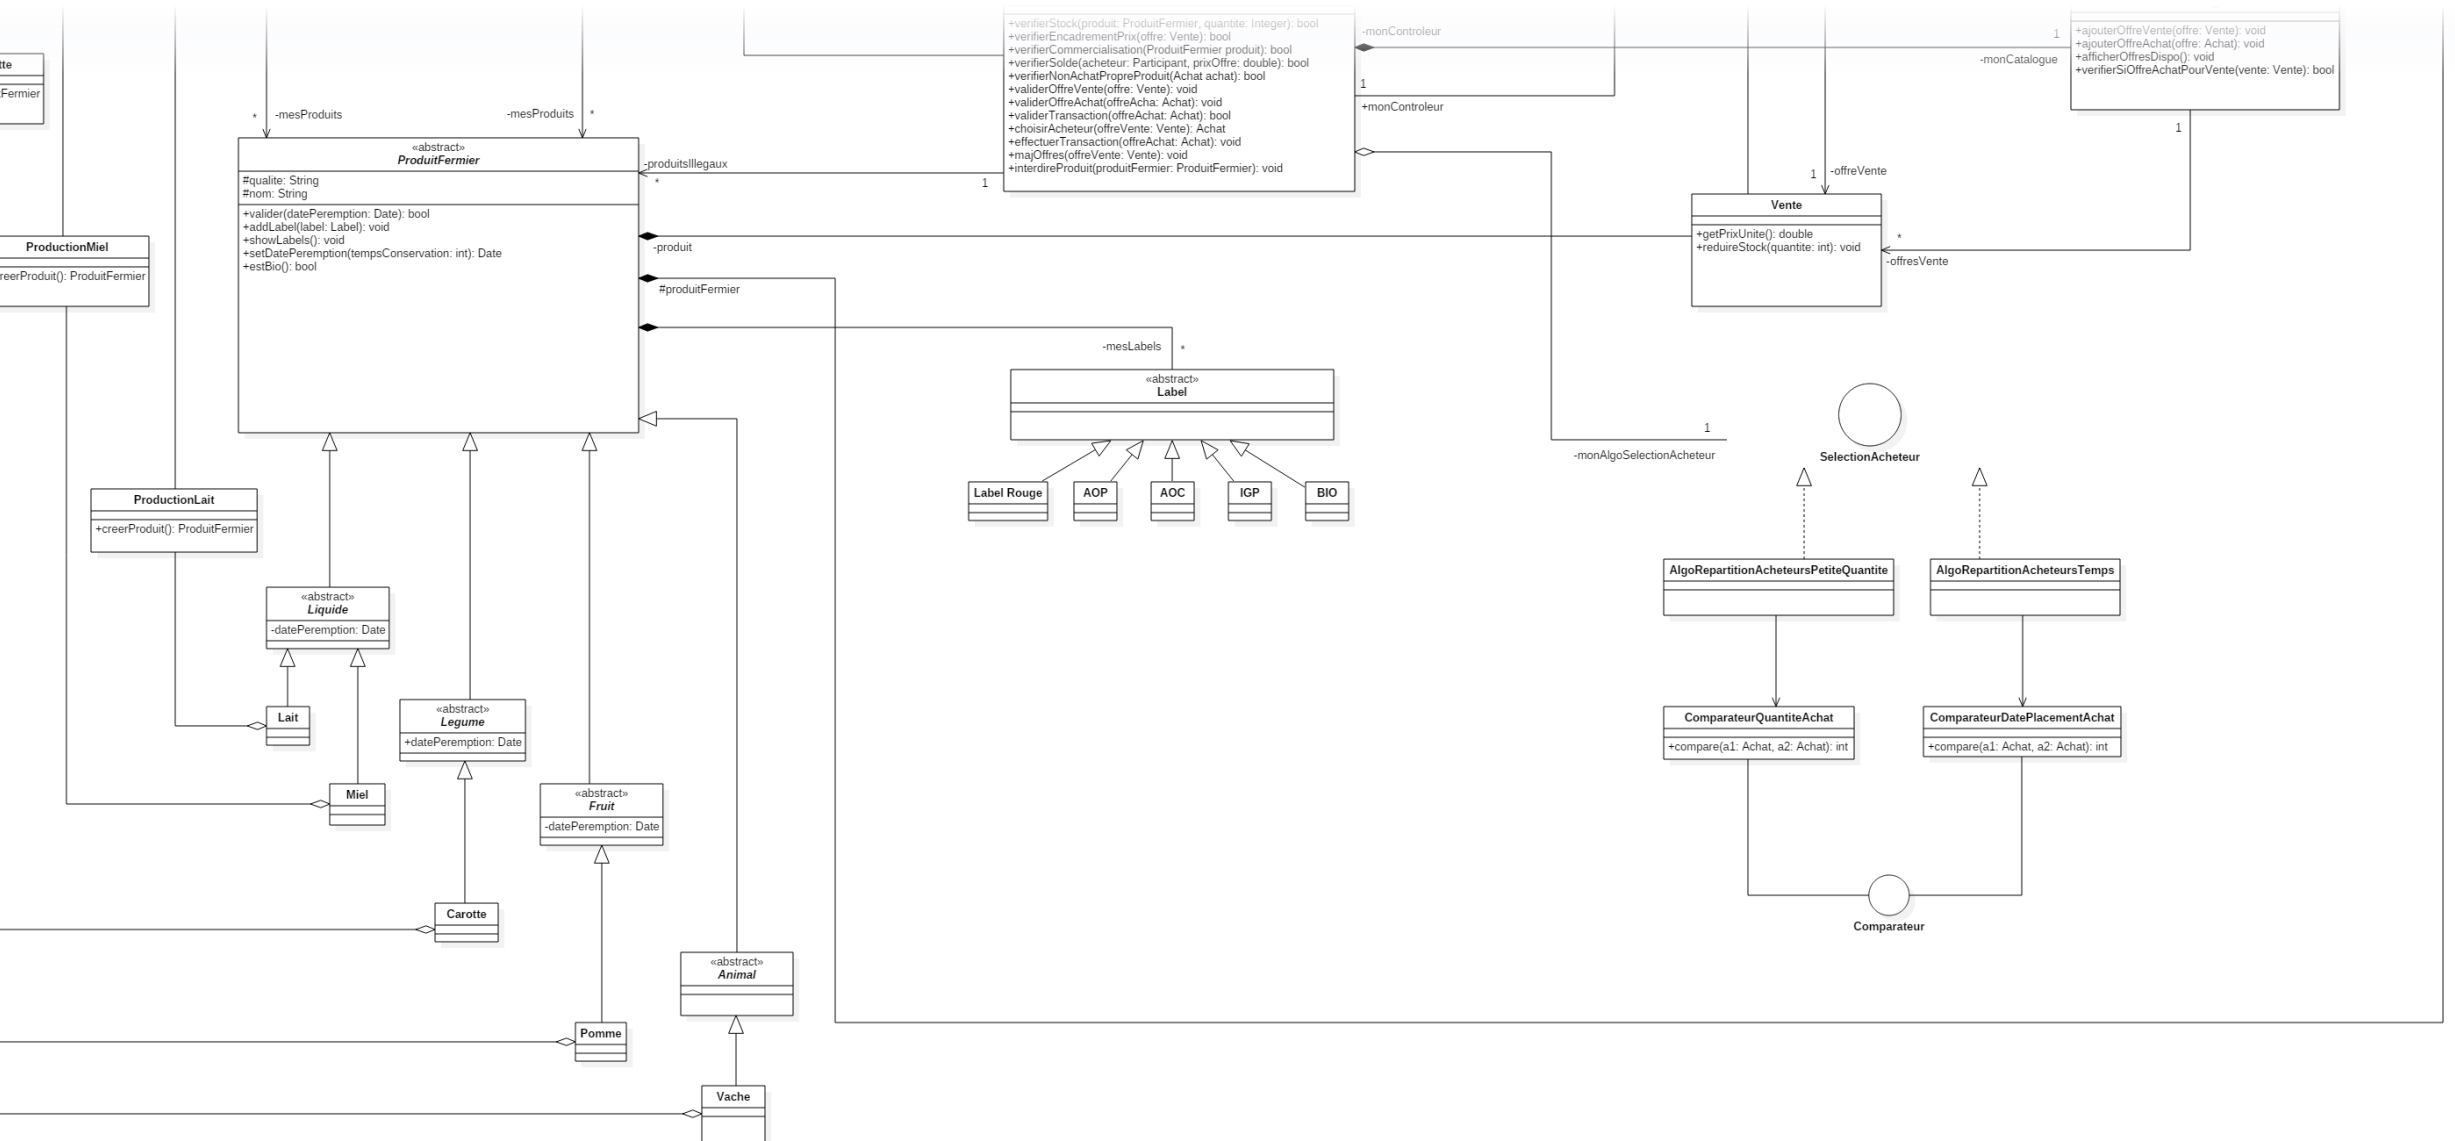 +verifierStock(produit: ProduitFermier, quantite: Integer): bool
+verifierEncadrementPrix(offre: Vente): bool
+verifierCommercialisation(ProduitFermier produit): bool
+verifierSolde(acheteur: Participant, prixOffre: double): bool
+verifierNonAchatPropreProduit(Achat achat): bool
+validerOffreVente(offre: Vente): void
+validerOffreAchat(offreAcha: Achat): void
+validerTransaction(offreAchat: Achat): bool
+choisirAcheteur(offreVente: Vente): Achat
+effectuerTransaction(offreAchat: Achat): void
+majOffres(offreVente: Vente): void
+interdireProduit(produitFermier: ProduitFermier): void
-monControleur
1
-monCatalogue
1
+monControleur
+ajouterOffreVente(offre: Vente): void
+ajouterOffreAchat(offre: Achat): void
+afficherOffresDispo(): void
+verifierSiOffreAchatPourVente(vente: Vente): bool
1
tte
Fermier
*
-mesProduits
-mesProduits
*
«abstract»
ProduitFermier
#qualite: String
#nom: String
+valider(datePeremption: Date): bool
+addLabel(label: Label): void
+showLabels(): void
+setDatePeremption(tempsConservation: int): Date
+estBio(): bool
-produitsIllegaux
*
1
-produit
#produitFermier
1
-offreVente
Vente
+getPrixUnite(): double
+reduireStock(quantite: int): void
*
-offresVente
ProductionMiel
reerProduit(): ProduitFermier
-mesLabels
*
«abstract»
Label
Label Rouge
AOP
AOC
IGP
BIO
1
-monAlgoSelectionAcheteur
SelectionAcheteur
ProductionLait
+creerProduit(): ProduitFermier
AlgoRepartitionAcheteursPetiteQuantite
AlgoRepartitionAcheteursTemps
«abstract»
Liquide
-datePeremption: Date
Lait
«abstract»
Legume
+datePeremption: Date
ComparateurQuantiteAchat
+compare(a1: Achat, a2: Achat): int
ComparateurDatePlacementAchat
+compare(a1: Achat, a2: Achat): int
Miel
«abstract»
Fruit
-datePeremption: Date
Carotte
Comparateur
«abstract»
Animal
Pomme
Vache